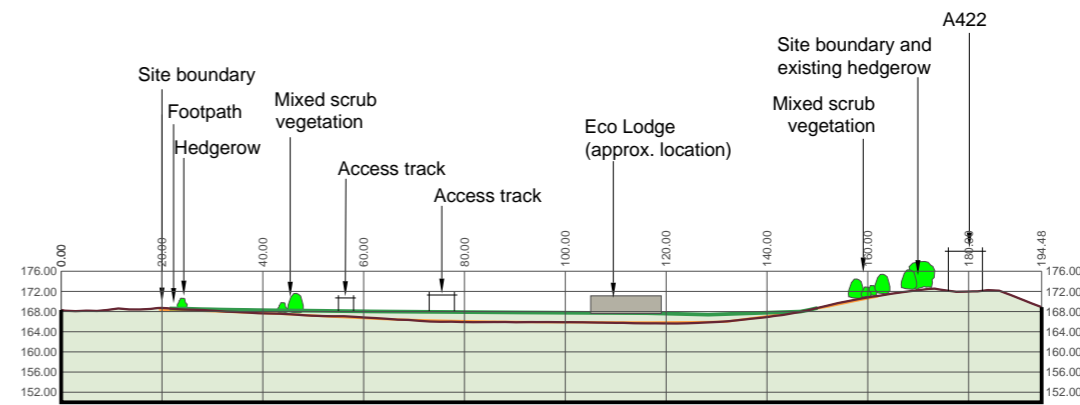 A422
Site boundary and
existing hedgerow
Site boundary
Footpath
Mixed scrub
vegetation
Mixed scrub
vegetation
Hedgerow
Eco Lodge
(approx. location)
Access track
Access track
0.00
20.00
40.00
60.00
80.00
100.00
120.00
140.00
160.00
180.00
194.48
176.00
176.00
172.00
172.00
168.00
168.00
164.00
164.00
160.00
160.00
156.00
156.00
152.00
152.00